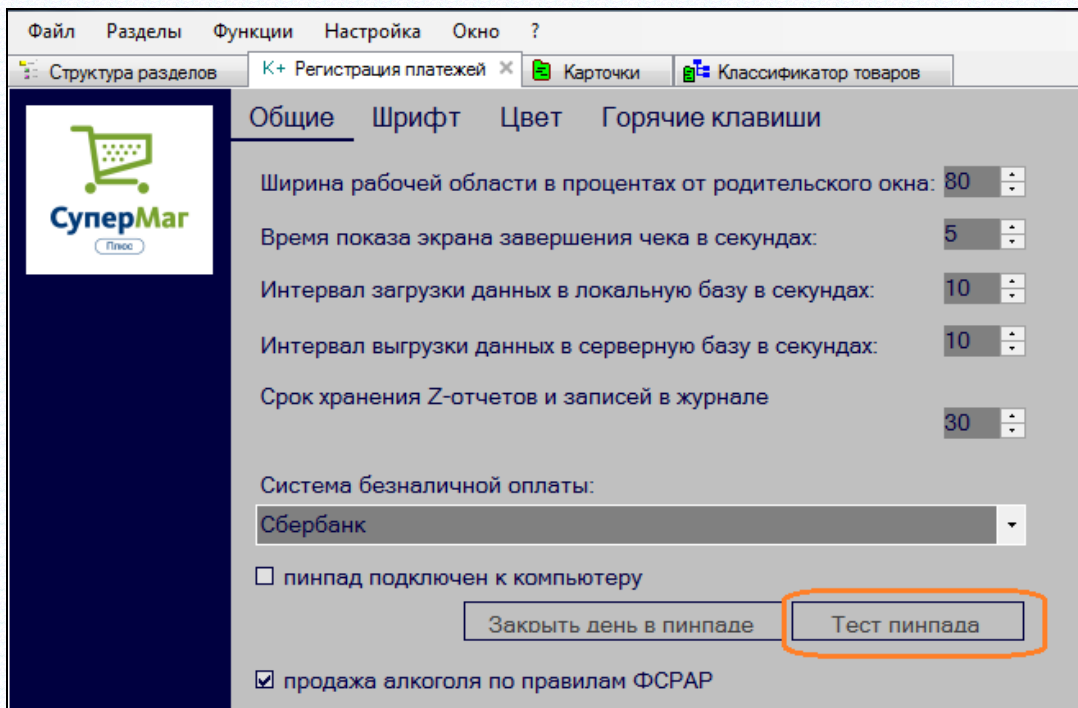 Файл Разделы Функции Настройка Окно ?
Структура разделов K+ Регистрация платежей Карточки Классификатор товаров
Общие Шрифт Цвет Горячие клавиши
СуперМаг
Плюс
Ширина рабочей области в процентах от родительского окна: 80
Время показа экрана завершения чека в секундах: 5
Интервал загрузки данных в локальную базу в секундах: 10
Интервал выгрузки данных в серверную базу в секундах: 10
Срок хранения Z-отчетов и записей в журнале
30
Система безналичной оплаты:
Сбербанк
пинпад подключен к компьютеру
Закрыть день в пинпаде Тест пинпада
продажа алкоголя по правилам ФСРАР